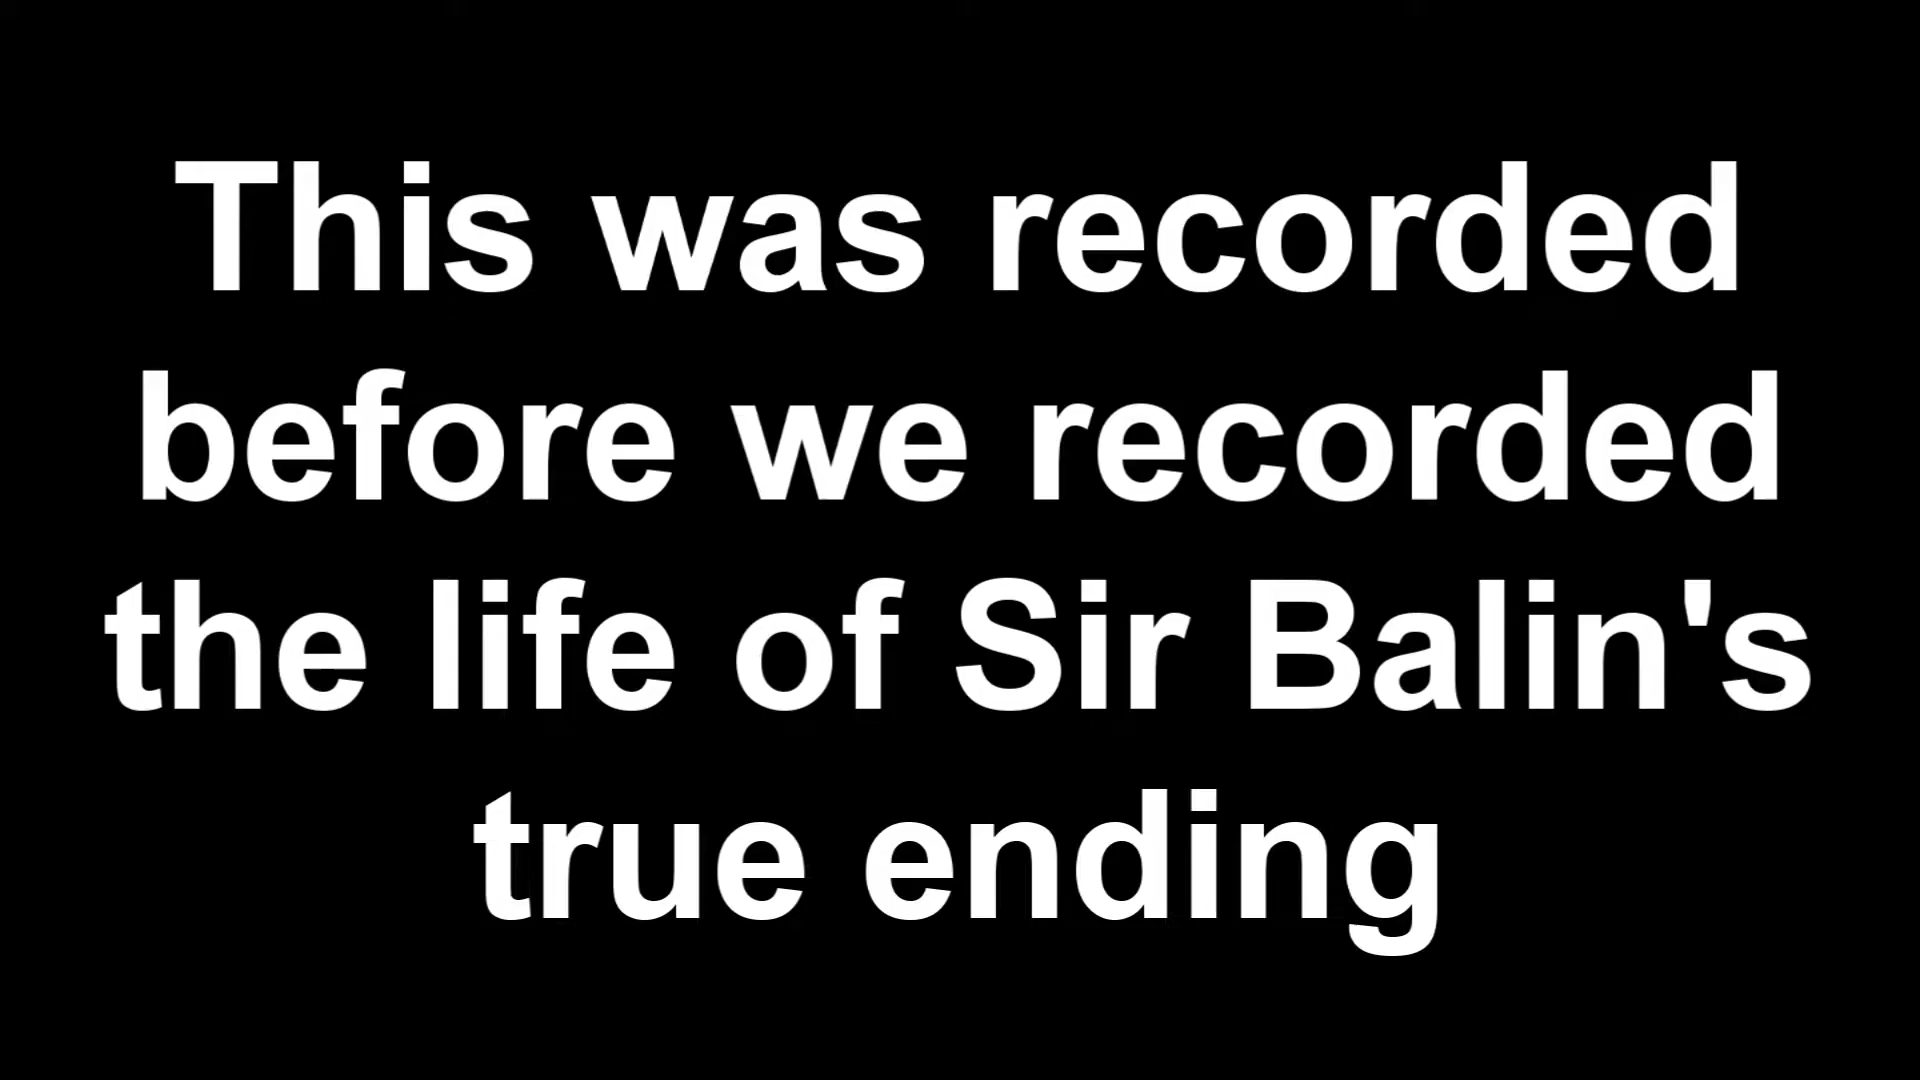 This was recorded
before we recorded
the life of Sir Balin's
true ending